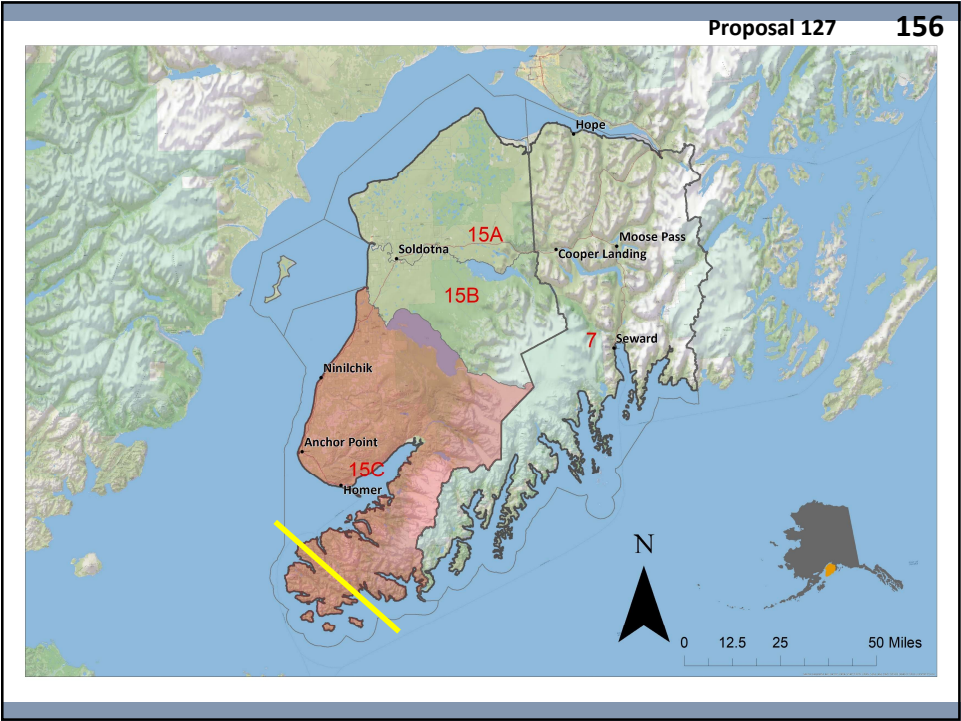 Proposal 127 156
Hope
15A
Moose Pass
Soldotna
Cooper Landing
15B
7
Seward
Ninilchik
Anchor Point
15C
Homer
N
0 12.5 25 50 Miles